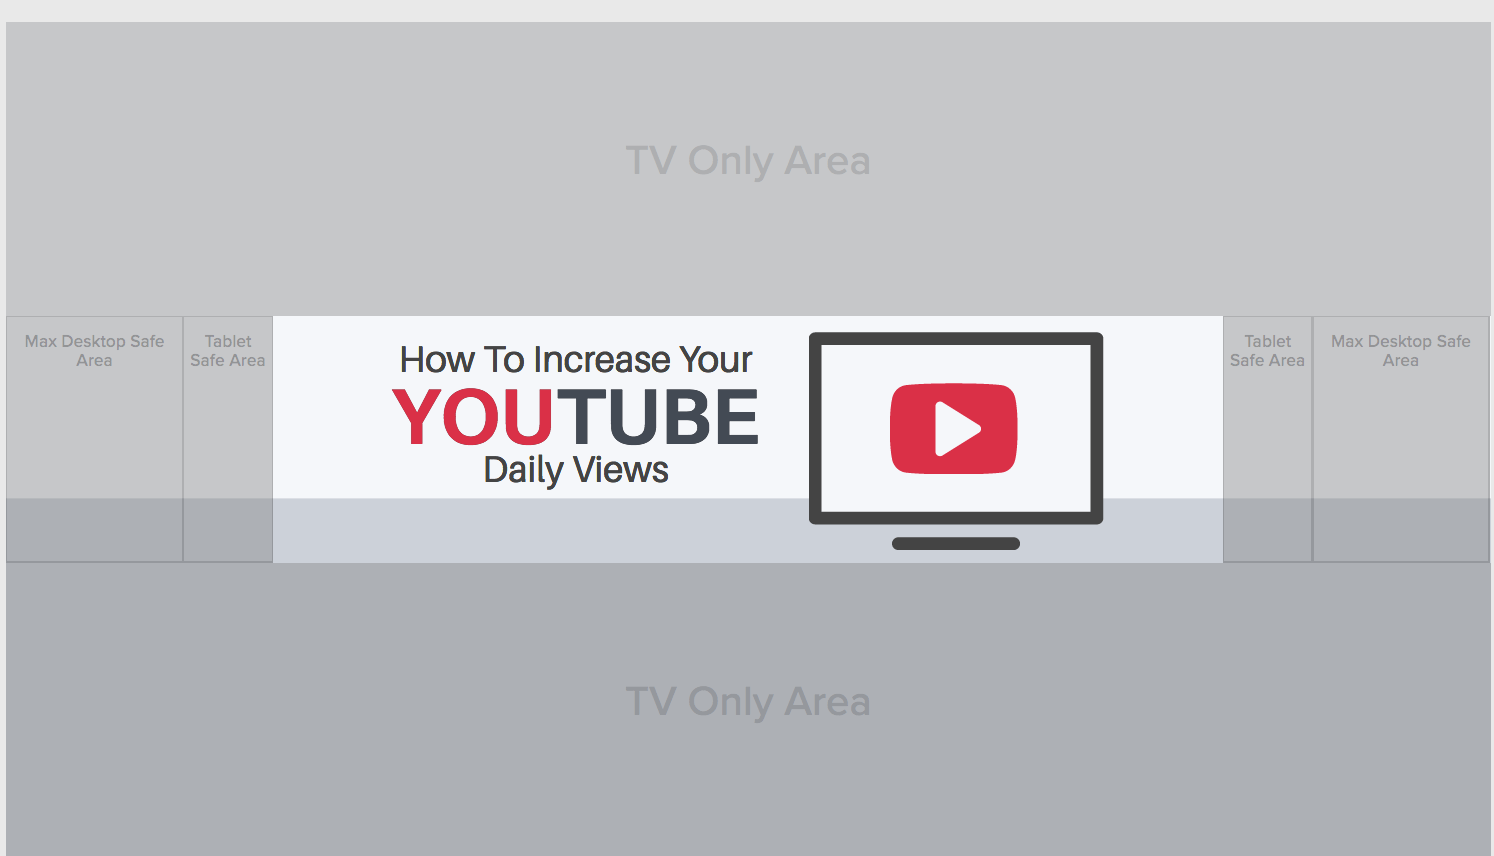 TV Only Area
Max Desktop Safe
Area
Tablet
Safe Area
How To Increase Your
YOUTUBE
Daily Views
Tablet
Safe Area
Max Desktop Safe
Area
TV Only Area